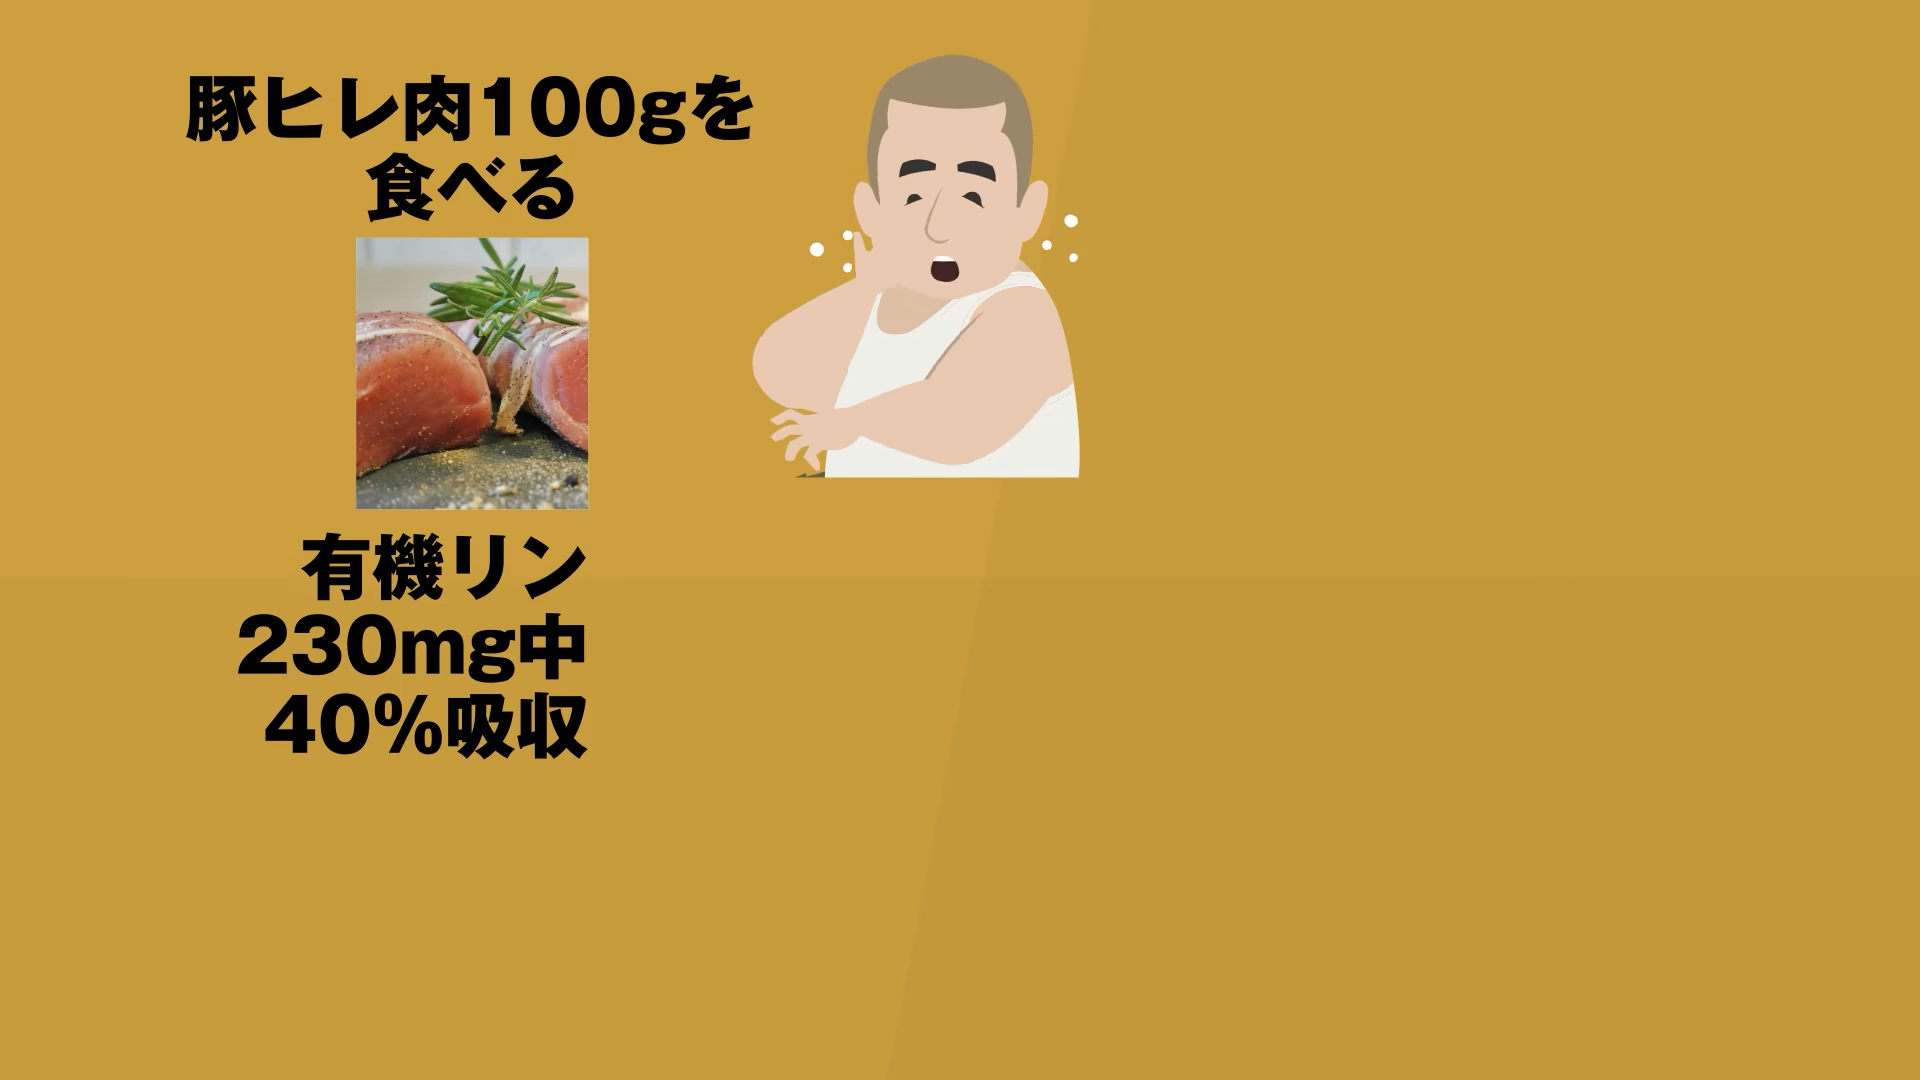 豚ヒレ肉100gを
食べる
有機リン
230mg中
40%吸収